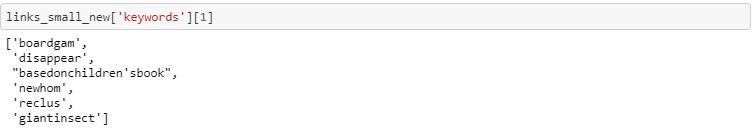 links_small_new['keywords'][1]
['boardgam',
'disappear',
"basedonchildren'sbook",
'newhom',
'reclus',
'giantinsect']